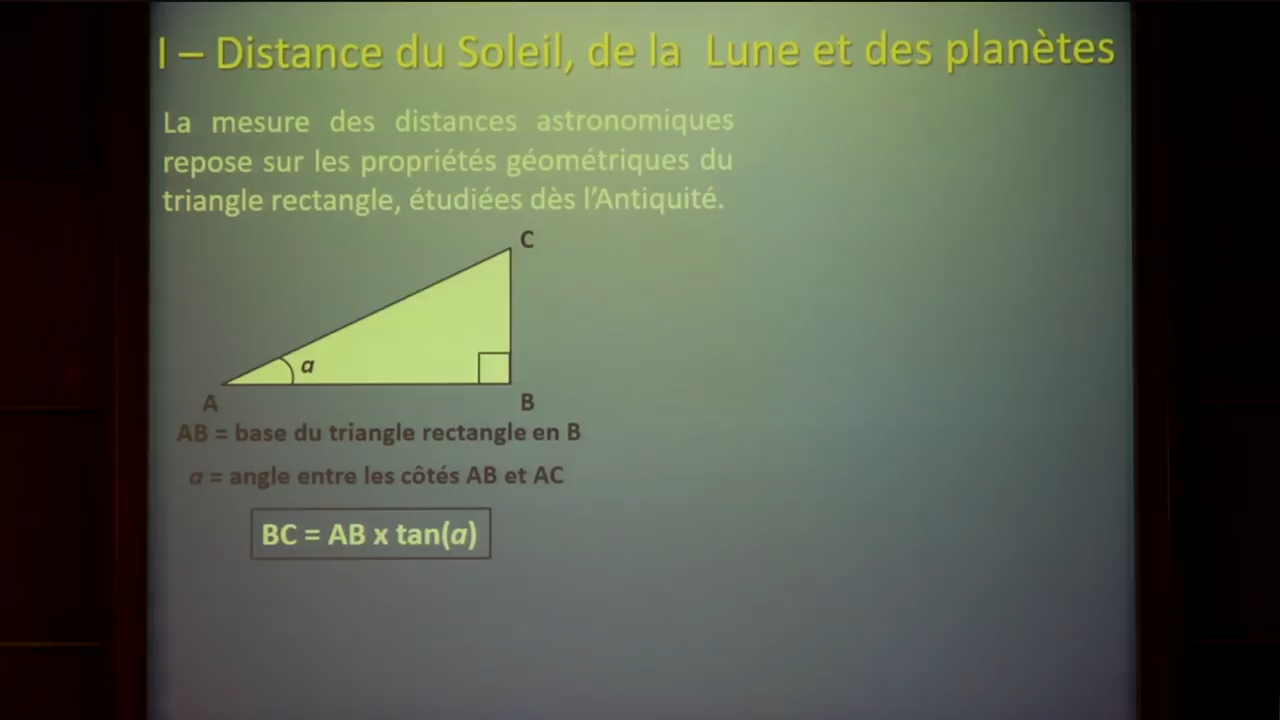 I – Distance du Soleil, de la Lune et des planètes
La mesure des distances astronomiques
repose sur les propriétés géométriques du
triangle rectangle, étudiées dès l'Antiquité.
C
a
A
B
AB = base du triangle rectangle en B
a = angle entre les côtés AB et AC
BC = AB x tan(a)